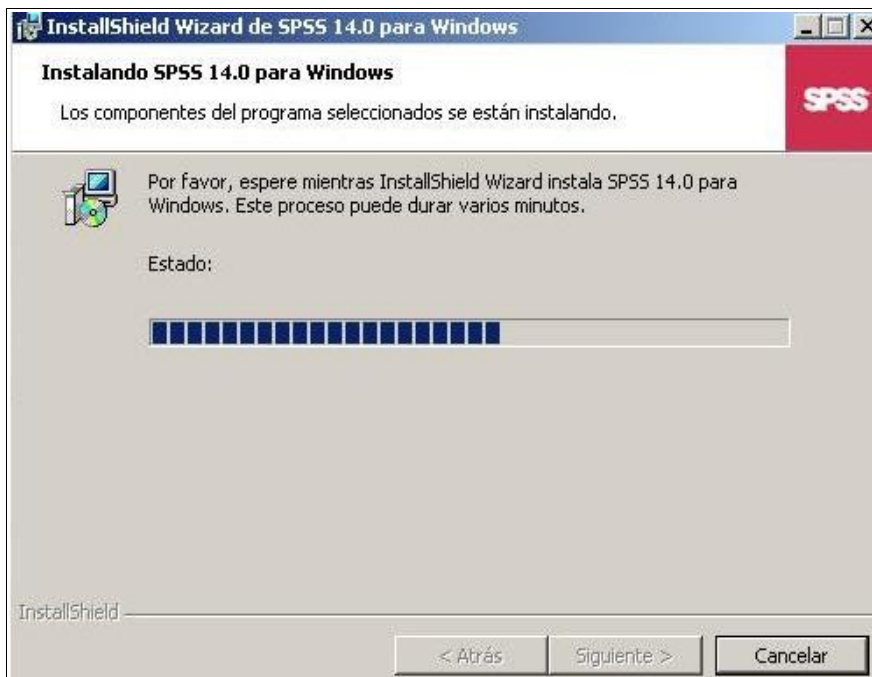 InstallShield Wizard de SPSS 14.0 para Windows
Instalando SPSS 14.0 para Windows
Los componentes del programa seleccionados se están instalando.
SPSS
Por favor, espere mientras InstallShield Wizard instala SPSS 14.0 para
Windows. Este proceso puede durar varios minutos.
Estado:
InstallShield
< Atrás
Siguiente >
Cancelar